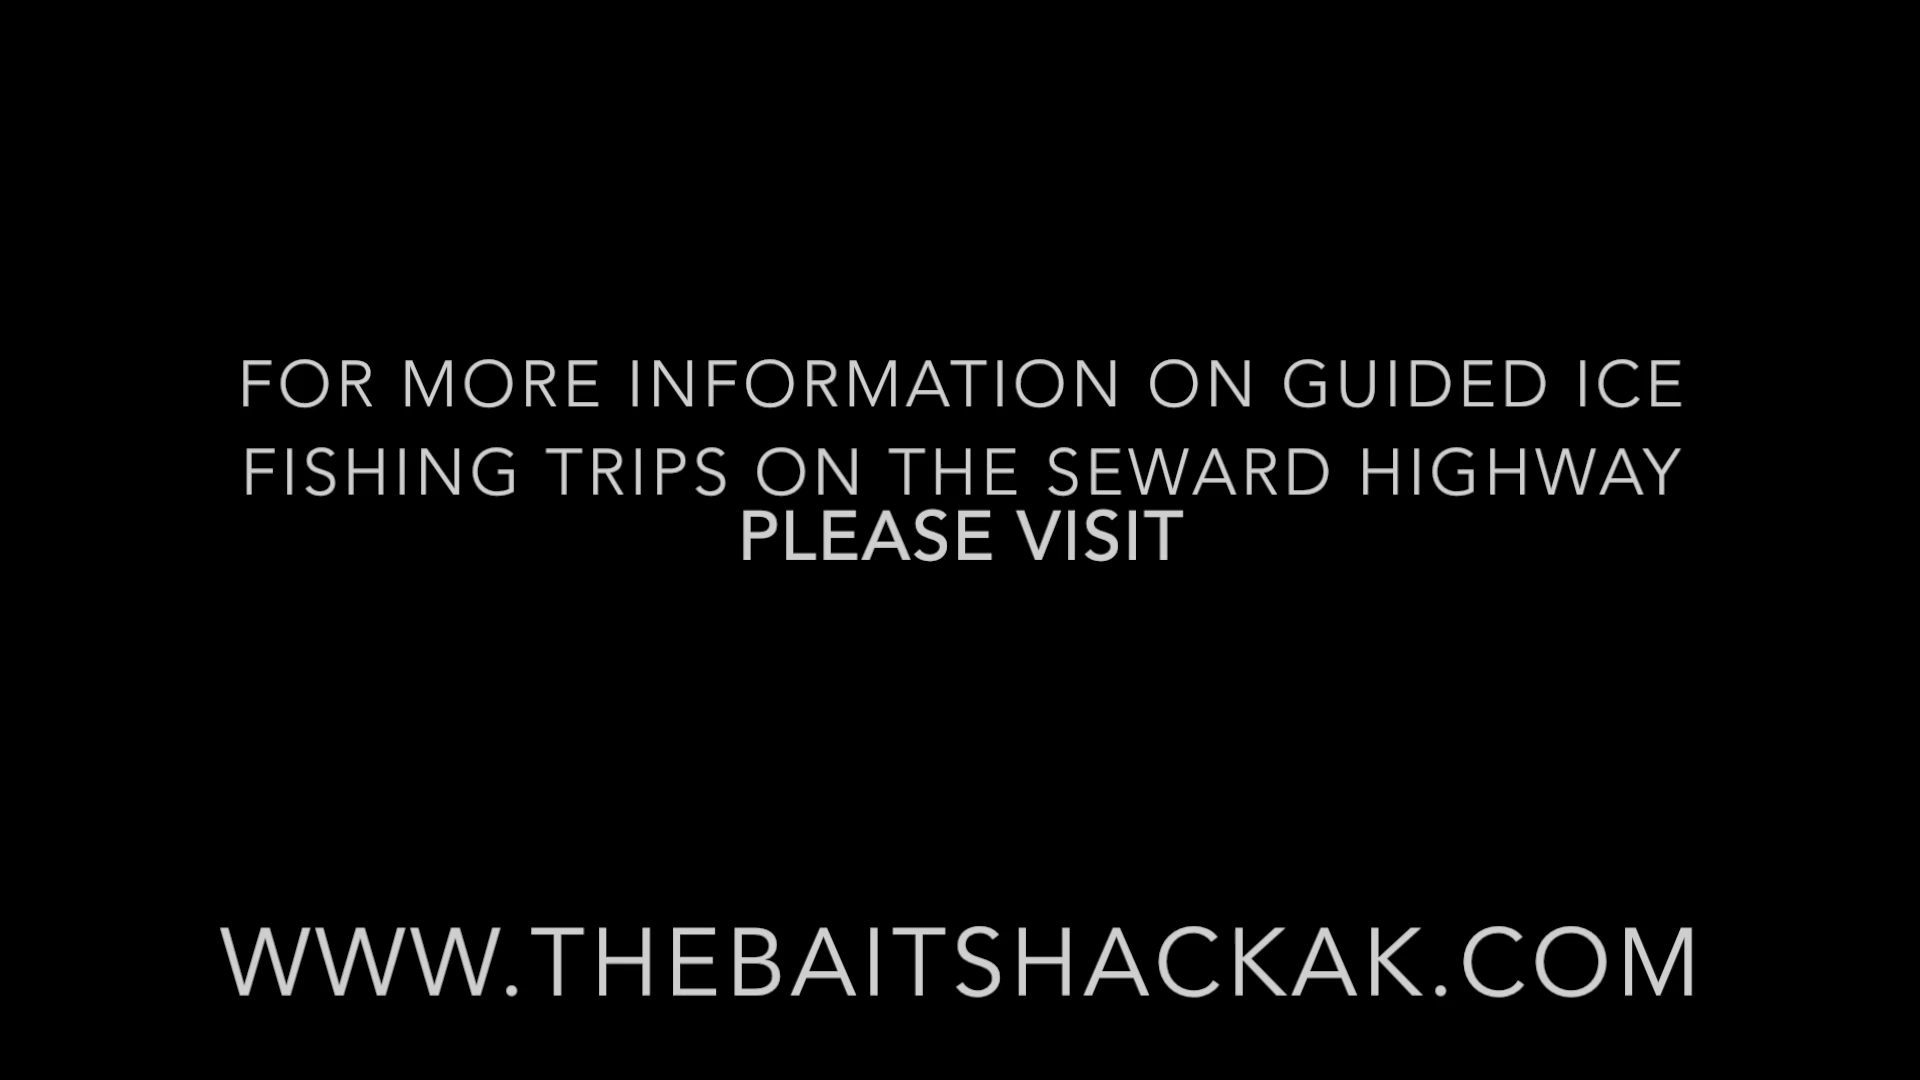 FOR MORE INFORMATION ON GUIDED ICE
FISHING TRIPS ON THE SEWARD HIGHWAY
PLEASE VISIT
WWW.THEBAITSHACKAK.COM